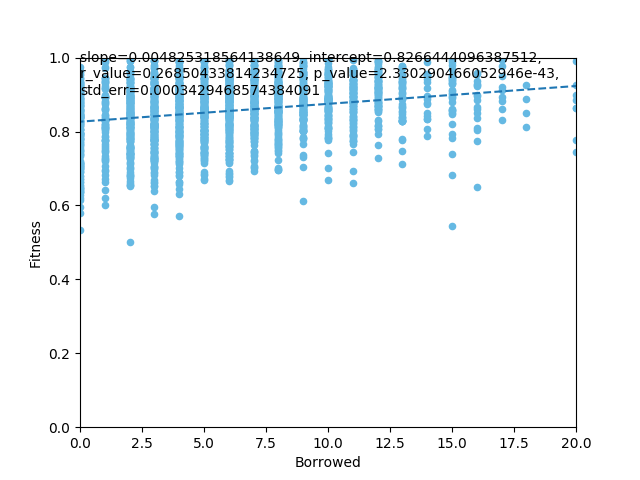 slope=0.004825318564138649, intercept=0.8266444096387512,
r_value=0.26850433814234725, p_value=2.330290466052946e-43,
std_err=0.0003429468574384091
1.0
0.8
0.6
0.4
0.2
0.0
Fitness
0.0 2.5 5.0 7.5 10.0 12.5 15.0 17.5 20.0
Borrowed